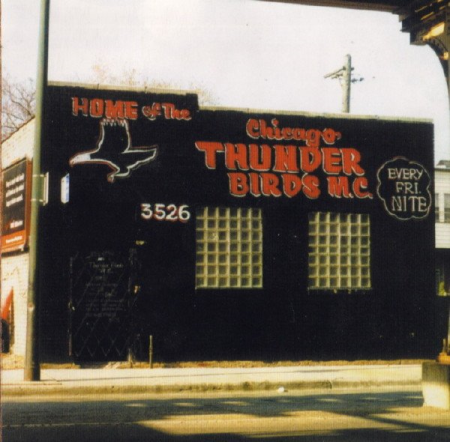 HOME of The
Chicago
THUNDER
BIRDS M.C.
EVERY
FRI.
NITE
3526